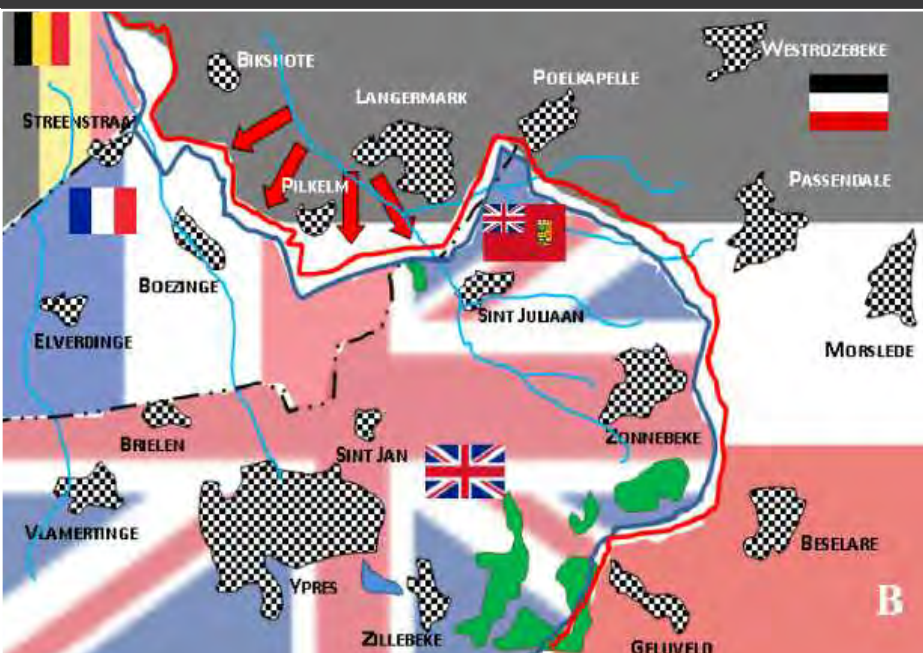 BIKSHOTE
WESTROZEBEKE
POELKAPELLE
LANGERMARK
STREENSTRAAT
PILKELM
PASSENDALE
BOEZINGE
SINT JULIAAN
ELVERDINGE
MORSLEDE
BRIELEN
SINT JAN
ZONNEBEKE
VLAMERTINGE
BESELARE
YPRES
B
ZILLEBEKE
GELUVELD